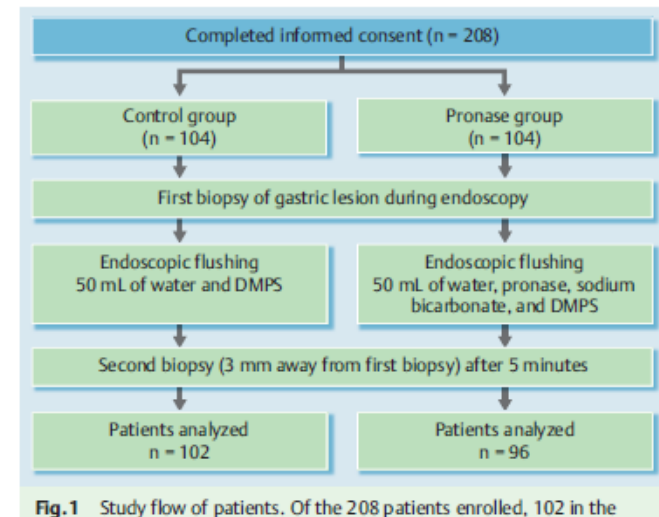 Completed informed consent (n = 208)
Control group
(n = 104)
Pronase group
(n = 104)
First biopsy of gastric lesion during endoscopy
Endoscopic flushing
50 mL of water and DMPS
Endoscopic flushing
50 mL of water, pronase, sodium
bicarbonate, and DMPS
Second biopsy (3 mm away from first biopsy) after 5 minutes
Patients analyzed
n = 102
Patients analyzed
n = 96
Fig. 1 Study flow of patients. Of the 208 patients enrolled, 102 in the